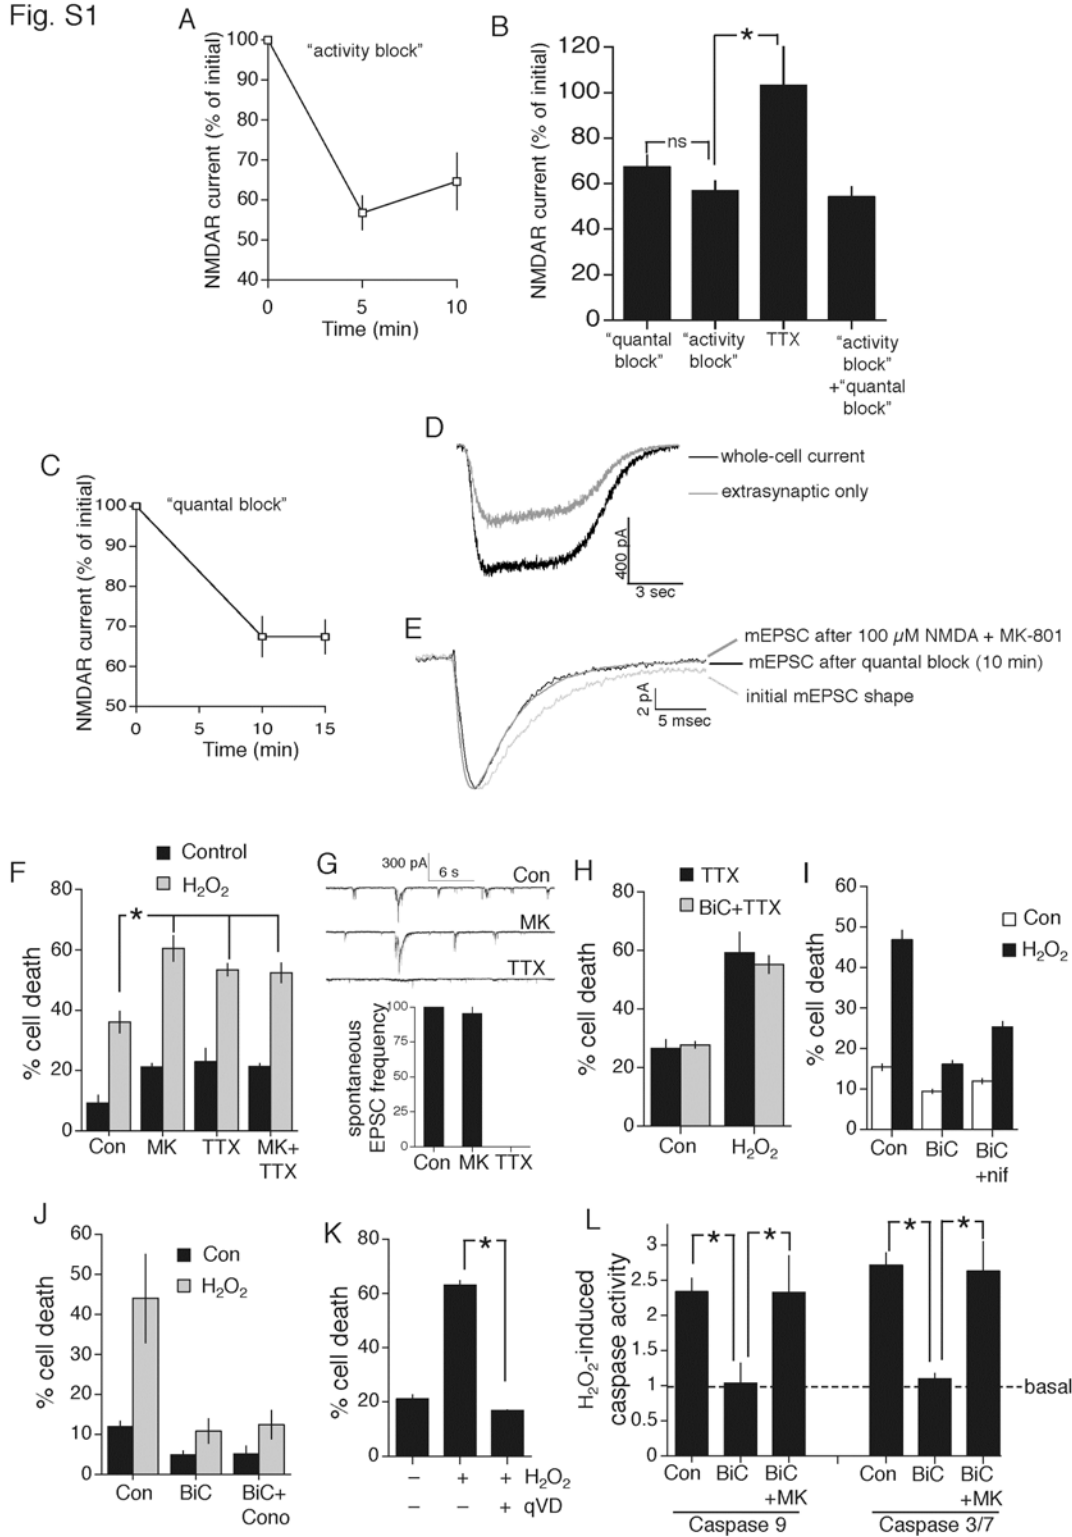 Fig. S1
A
"activity block"
NMDAR current (% of initial)
100
90
80
70
60
50
40
0
5
10
Time (min)
B
NMDAR current (% of initial)
120
100
80
60
40
20
0
ns
*
"quantal block"
"activity block"
TTX
"activity block" +"quantal block"
C
"quantal block"
NMDAR current (% of initial)
100
90
80
70
60
50
0
5
10
15
Time (min)
D
whole-cell current
extrasynaptic only
400 pA
3 sec
E
mEPSC after 100 µM NMDA + MK-801
mEPSC after quantal block (10 min)
initial mEPSC shape
2 pA
5 msec
F
Control
H₂O₂
% cell death
80
60
40
20
0
*
Con
MK
TTX
MK+
TTX
G
300 pA
6 s
Con
MK
TTX
spontaneous
EPSC frequency
100
75
50
25
0
Con MK TTX
H
TTX
BiC+TTX
% cell death
80
60
40
20
0
Con
H₂O₂
I
Con
H₂O₂
% cell death
60
50
40
30
20
10
0
Con
BiC
BiC
+nif
J
Con
H₂O₂
% cell death
60
50
40
30
20
10
0
Con
BiC
BiC+
Cono
K
% cell death
80
60
40
20
0
*
– + + H₂O₂
– – + qVD
L
H₂O₂-induced
caspase activity
3
2.5
2
1.5
1
0.5
0
* *
* *
basal
Con BiC BiC
+MK
Caspase 9
Con BiC BiC
+MK
Caspase 3/7